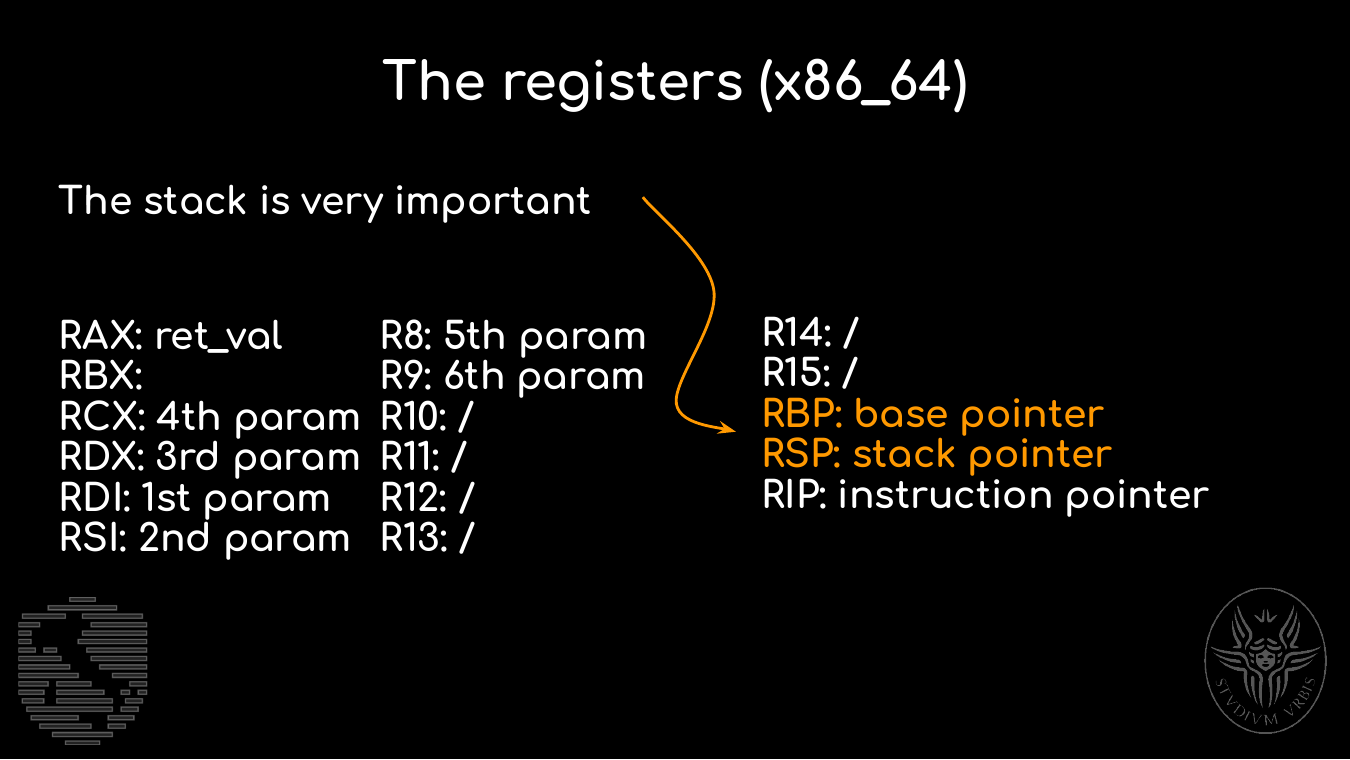 The registers (x86_64)
The stack is very important
RAX: ret_val
RBX:
RCX: 4th param
RDX: 3rd param
RDI: 1st param
RSI: 2nd param
R8: 5th param
R9: 6th param
R10: /
R11: /
R12: /
R13: /
R14: /
R15: /
RBP: base pointer
RSP: stack pointer
RIP: instruction pointer
STVDIVM VRBIS